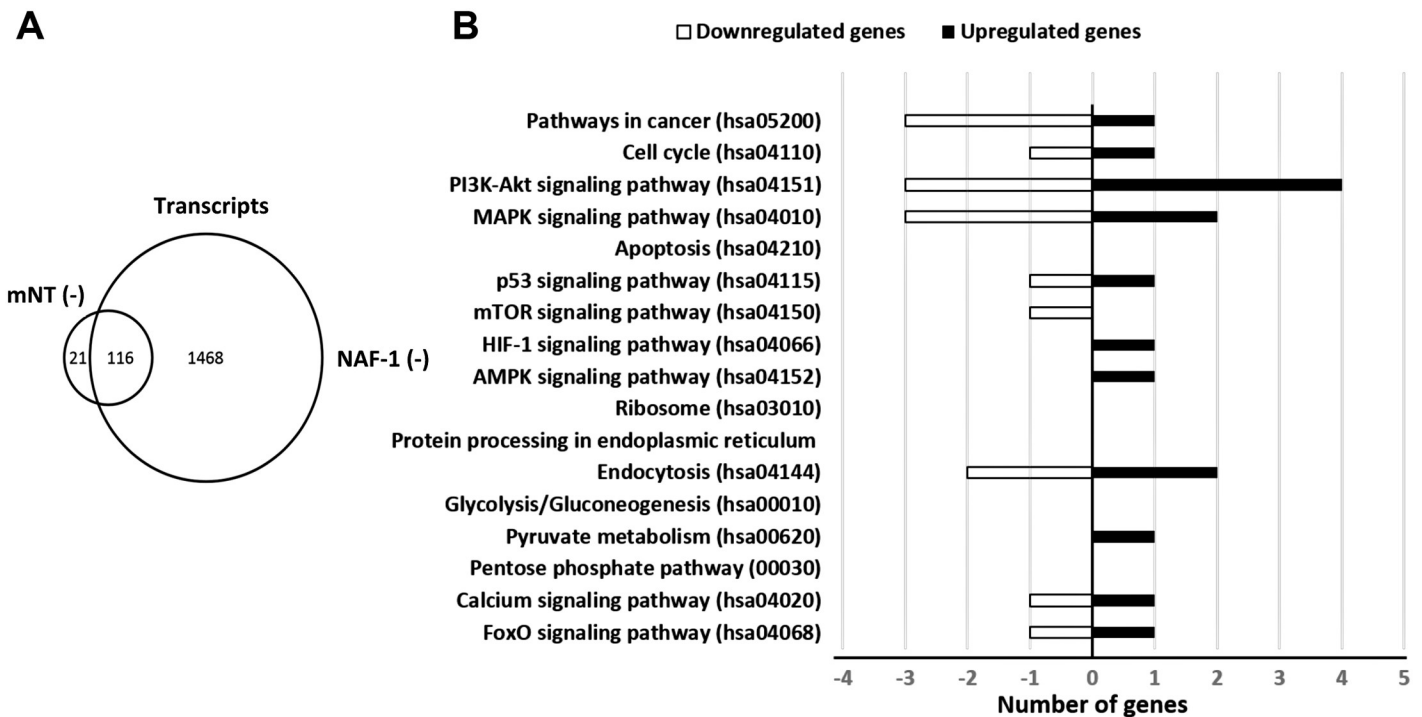 A
Transcripts
mNT (-)
21
116
1468
NAF-1 (-)
B
Downregulated genes
Upregulated genes
Pathways in cancer (hsa05200)
Cell cycle (hsa04110)
PI3K-Akt signaling pathway (hsa04151)
MAPK signaling pathway (hsa04010)
Apoptosis (hsa04210)
p53 signaling pathway (hsa04115)
mTOR signaling pathway (hsa04150)
HIF-1 signaling pathway (hsa04066)
AMPK signaling pathway (hsa04152)
Ribosome (hsa03010)
Protein processing in endoplasmic reticulum
Endocytosis (hsa04144)
Glycolysis/Gluconeogenesis (hsa00010)
Pyruvate metabolism (hsa00620)
Pentose phosphate pathway (00030)
Calcium signaling pathway (hsa04020)
FoxO signaling pathway (hsa04068)
-4 -3 -2 -1 0 1 2 3 4 5
Number of genes